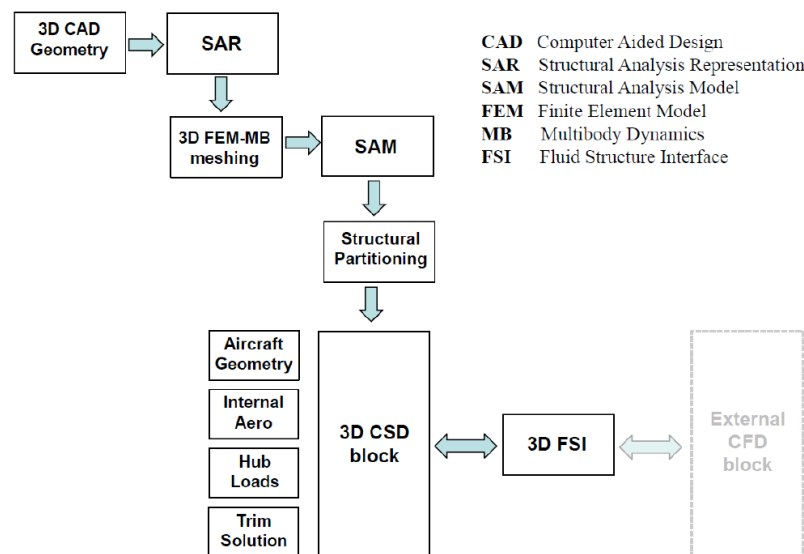 3D CAD
Geometry
SAR
CAD Computer Aided Design
SAR Structural Analysis Representation
SAM Structural Analysis Model
FEM Finite Element Model
MB Multibody Dynamics
FSI Fluid Structure Interface
3D FEM-MB
meshing
SAM
Structural
Partitioning
Aircraft
Geometry
Internal
Aero
Hub
Loads
Trim
Solution
3D CSD
block
3D FSI
External
CFD
block